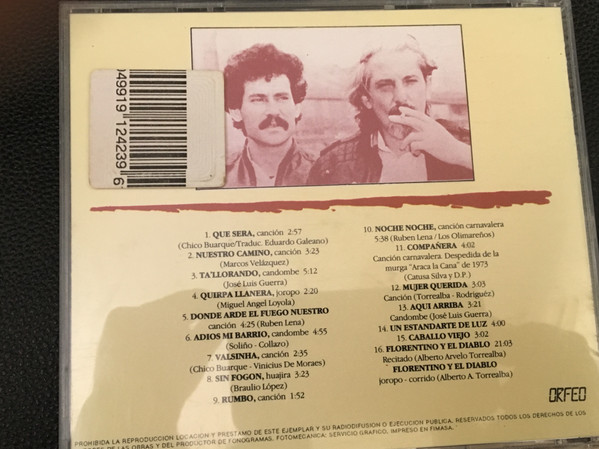 049919 124239 6
1. QUE SERA, canción 2:57
(Chico Buarque/Traduc. Eduardo Galeano)
2. NUESTRO CAMINO, canción 3:23
(Marcos Velázquez)
3. TA'LLORANDO, candombe 5:12
(José Luis Guerra)
4. QUIRPA LLANERA, joropo 2:20
(Miguel Angel Loyola)
5. DONDE ARDE EL FUEGO NUESTRO
canción 4:25 (Ruben Lena)
6. ADIOS MI BARRIO, candombe 4:55
(Soliño - Collazo)
7. VALSINHA, canción 2:35
(Chico Buarque - Vinicius De Moraes)
8. SIN FOGON, huajira 3:23
(Braulio López)
9. RUMBO, canción 1:52
10. NOCHE NOCHE, canción carnavalera
5:38 (Ruben Lena / Los Olimareños)
11. COMPAÑERA 4:02
Canción carnavalera. Despedida de la
murga "Araca la Cana" de 1973
(Catusa Silva y D.P.)
12. MUJER QUERIDA 3:03
Canción (Torrealba - Rodriguéz)
13. AQUI ARRIBA 3:21
Candombe (José Luis Guerra)
14. UN ESTANDARTE DE LUZ 4:00
15. CABALLO VIEJO 3:02
16. FLORENTINO Y EL DIABLO 21:03
Recitado (Alberto Arvelo Torrealba)
FLORENTINO Y EL DIABLO
joropo - corrido (Alberto A. Torrealba)
ORFEO
PROHIBIDA LA REPRODUCCION LOCACION Y PRESTAMO DE ESTE EJEMPLAR Y SU RADIODIFUSION O EJECUCION PUBLICA. RESERVADOS TODOS LOS DERECHOS DE LOS
DE LAS OBRAS Y DEL PRODUCTOR DE FONOGRAMAS. FOTOMECANICA: SERVICIO GRAFICO. IMPRESO EN FIMASA.